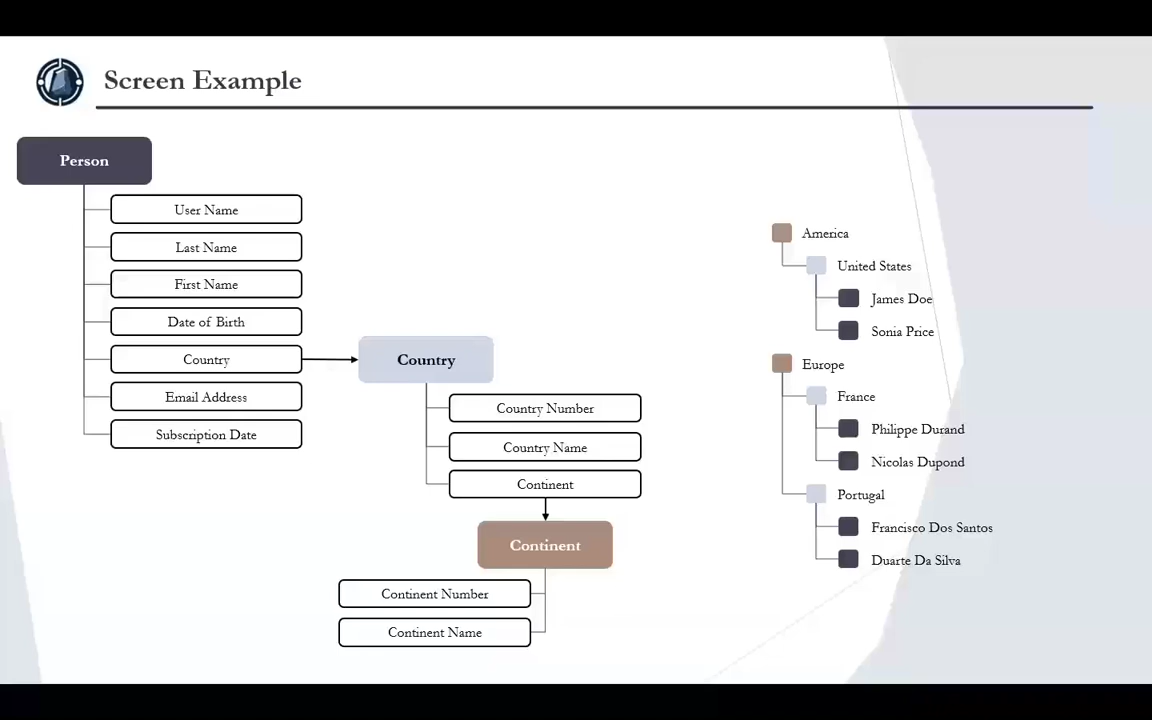 Screen Example
Person
User Name
Last Name
First Name
Date of Birth
Country
Email Address
Subscription Date
Country
Country Number
Country Name
Continent
Continent
Continent Number
Continent Name
America
United States
James Doe
Sonia Price
Europe
France
Philippe Durand
Nicolas Dupond
Portugal
Francisco Dos Santos
Duarte Da Silva